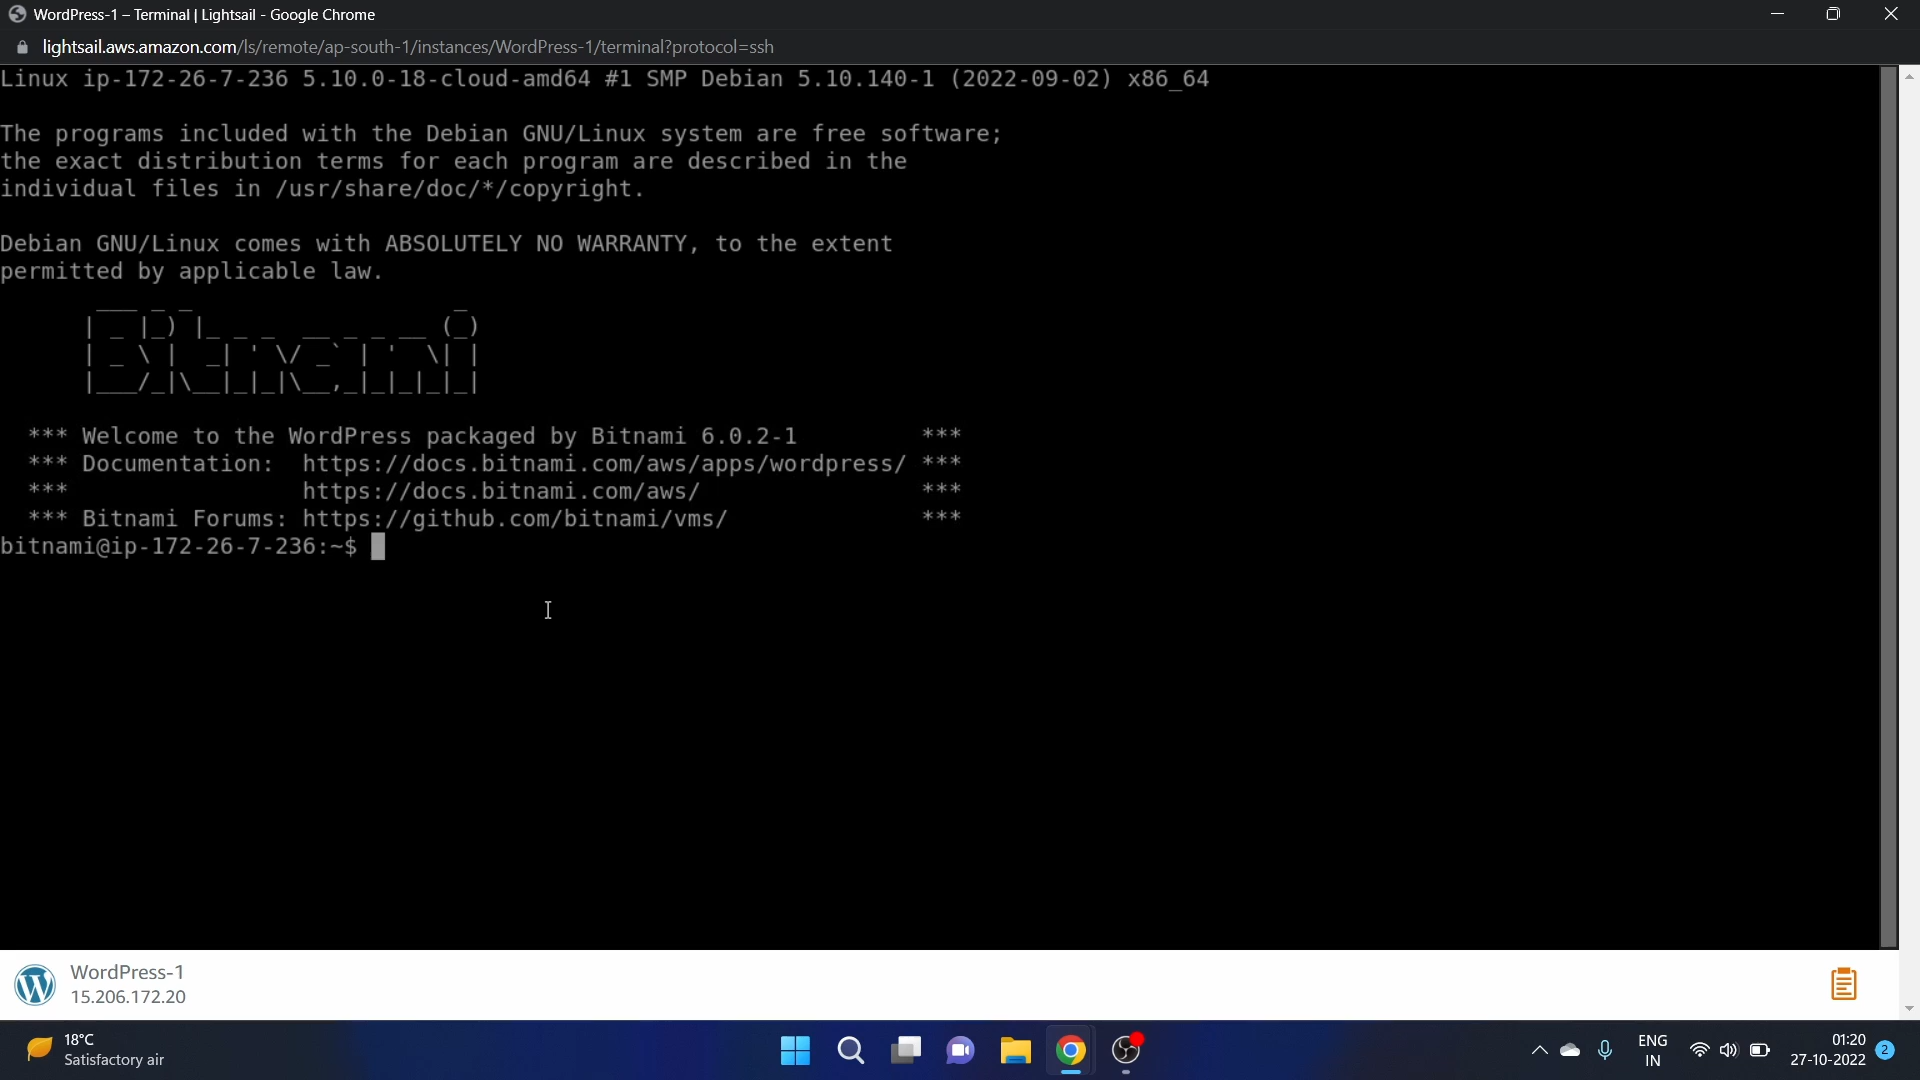 WordPress-1 – Terminal | Lightsail - Google Chrome
lightsail.aws.amazon.com/ls/remote/ap-south-1/instances/WordPress-1/terminal?protocol=ssh
Linux ip-172-26-7-236 5.10.0-18-cloud-amd64 #1 SMP Debian 5.10.140-1 (2022-09-02) x86_64
The programs included with the Debian GNU/Linux system are free software;
the exact distribution terms for each program are described in the
individual files in /usr/share/doc/*/copyright.
Debian GNU/Linux comes with ABSOLUTELY NO WARRANTY, to the extent
permitted by applicable law.
Bitnami
*** Welcome to the WordPress packaged by Bitnami 6.0.2-1 ***
*** Documentation: https://docs.bitnami.com/aws/apps/wordpress/ ***
*** https://docs.bitnami.com/aws/ ***
*** Bitnami Forums: https://github.com/bitnami/vms/ ***
bitnami@ip-172-26-7-236:~$
WordPress-1
15.206.172.20
18°C
Satisfactory air
ENG
IN
01:20
27-10-2022
2